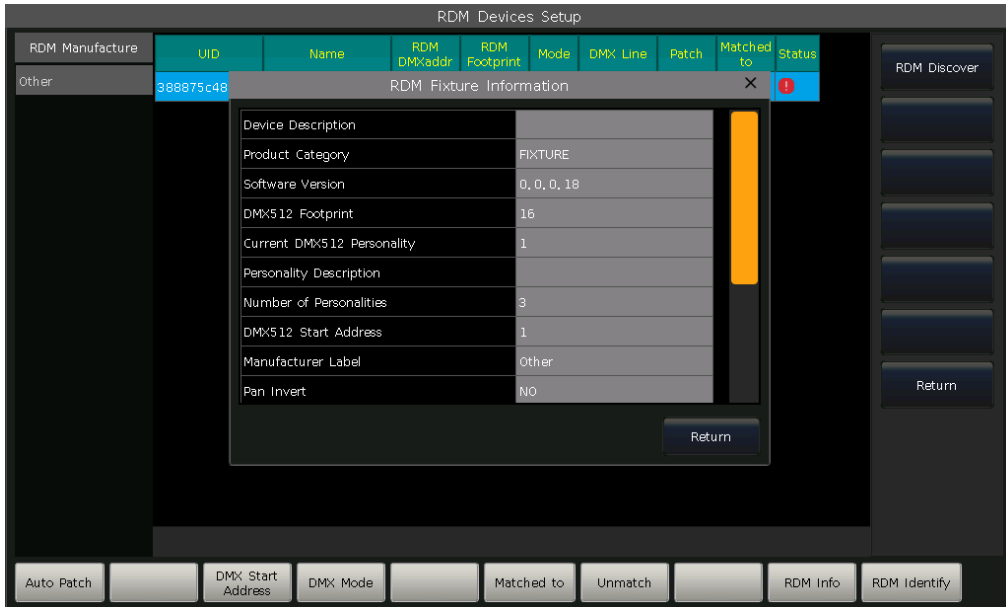 RDM Devices Setup
RDM Manufacture
UID
Name
RDM
DMXaddr
RDM
Footprint
Mode
DMX Line
Patch
Matched
to
Status
Other
388875c48
RDM Fixture Information
Device Description
Product Category FIXTURE
Software Version 0.0.0.18
DMX512 Footprint 16
Current DMX512 Personality 1
Personality Description
Number of Personalities 3
DMX512 Start Address 1
Manufacturer Label Other
Pan Invert NO
Return
RDM Discover
Return
Auto Patch
DMX Start
Address
DMX Mode
Matched to
Unmatch
RDM Info
RDM Identify